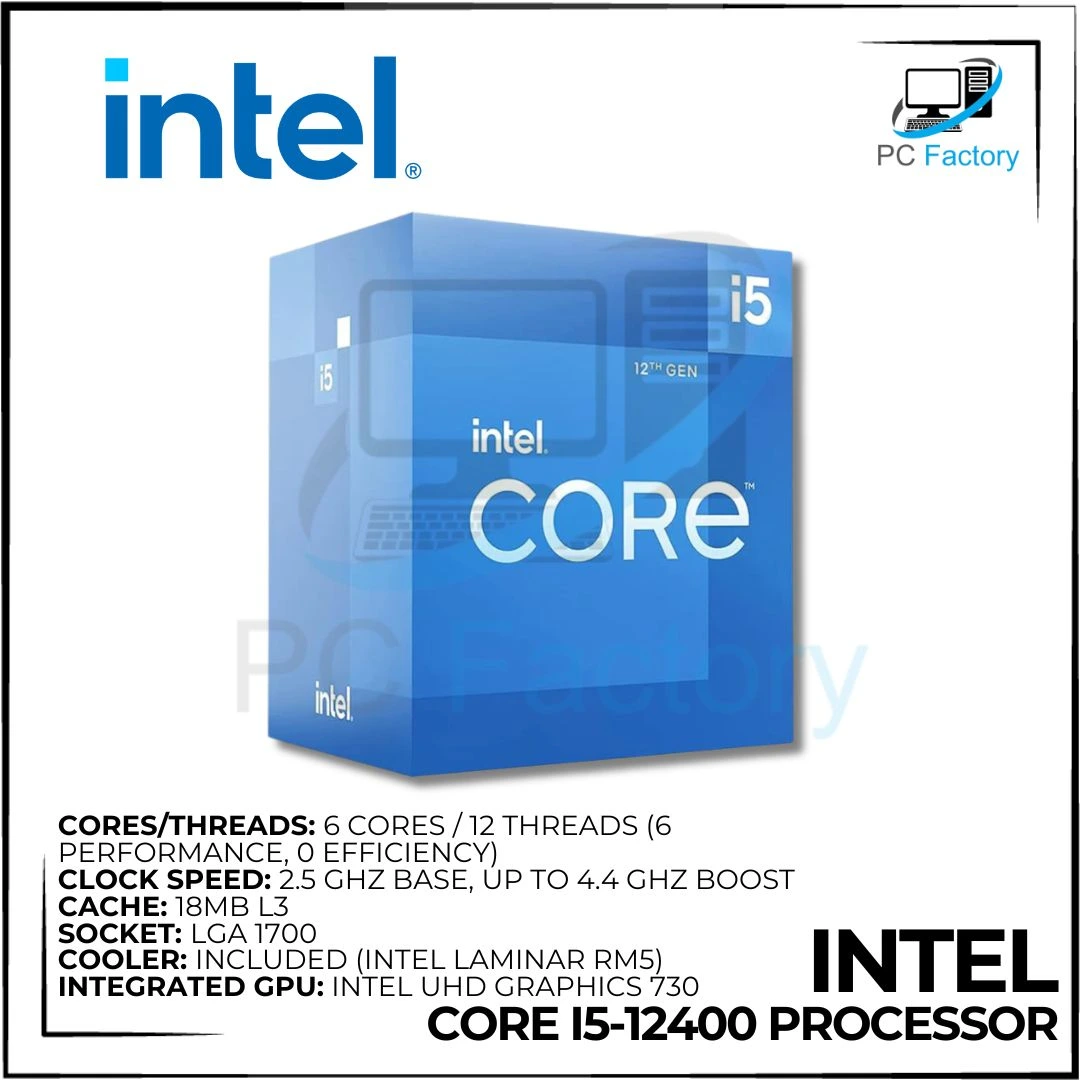 intel®
PC Factory
i5
i5
12TH GEN
intel.
CORE™
PC Factory
intel.
CORES/THREADS: 6 CORES / 12 THREADS (6
PERFORMANCE, 0 EFFICIENCY)
CLOCK SPEED: 2.5 GHZ BASE, UP TO 4.4 GHZ BOOST
CACHE: 18MB L3
SOCKET: LGA 1700
COOLER: INCLUDED (INTEL LAMINAR RM5)
INTEGRATED GPU: INTEL UHD GRAPHICS 730
INTEL
CORE I5-12400 PROCESSOR